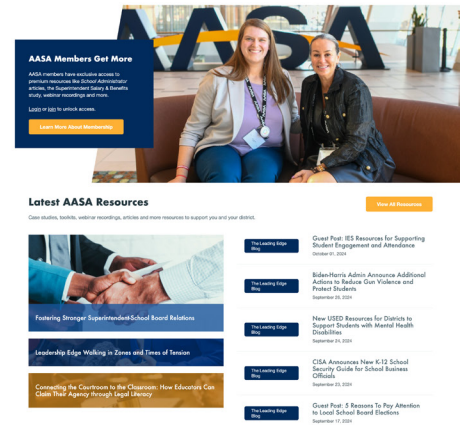 AASA
AASA Members Get More
AASA members have exclusive access to
premium resources like School Administrator
articles, the Superintendent Salary & Benefits
study, webinar recordings and more.
Login or join to unlock access.
Learn More About Membership
Latest AASA Resources
View All Resources
Case studies, toolkits, webinar recordings, articles and more resources to support you and your district.
Fostering Stronger Superintendent-School Board Relations
Leadership Edge Walking in Zones and Times of Tension
Connecting the Courtroom to the Classroom: How Educators Can
Claim Their Agency through Legal Literacy
The Leading Edge
Blog
Guest Post: IES Resources for Supporting
Student Engagement and Attendance
October 01, 2024
The Leading Edge
Blog
Biden-Harris Admin Announce Additional
Actions to Reduce Gun Violence and
Protect Students
September 26, 2024
The Leading Edge
Blog
New USED Resources for Districts to
Support Students with Mental Health
Disabilities
September 24, 2024
The Leading Edge
Blog
CISA Announces New K-12 School
Security Guide for School Business
Officials
September 23, 2024
The Leading Edge
Blog
Guest Post: 5 Reasons To Pay Attention
to Local School Board Elections
September 17, 2024